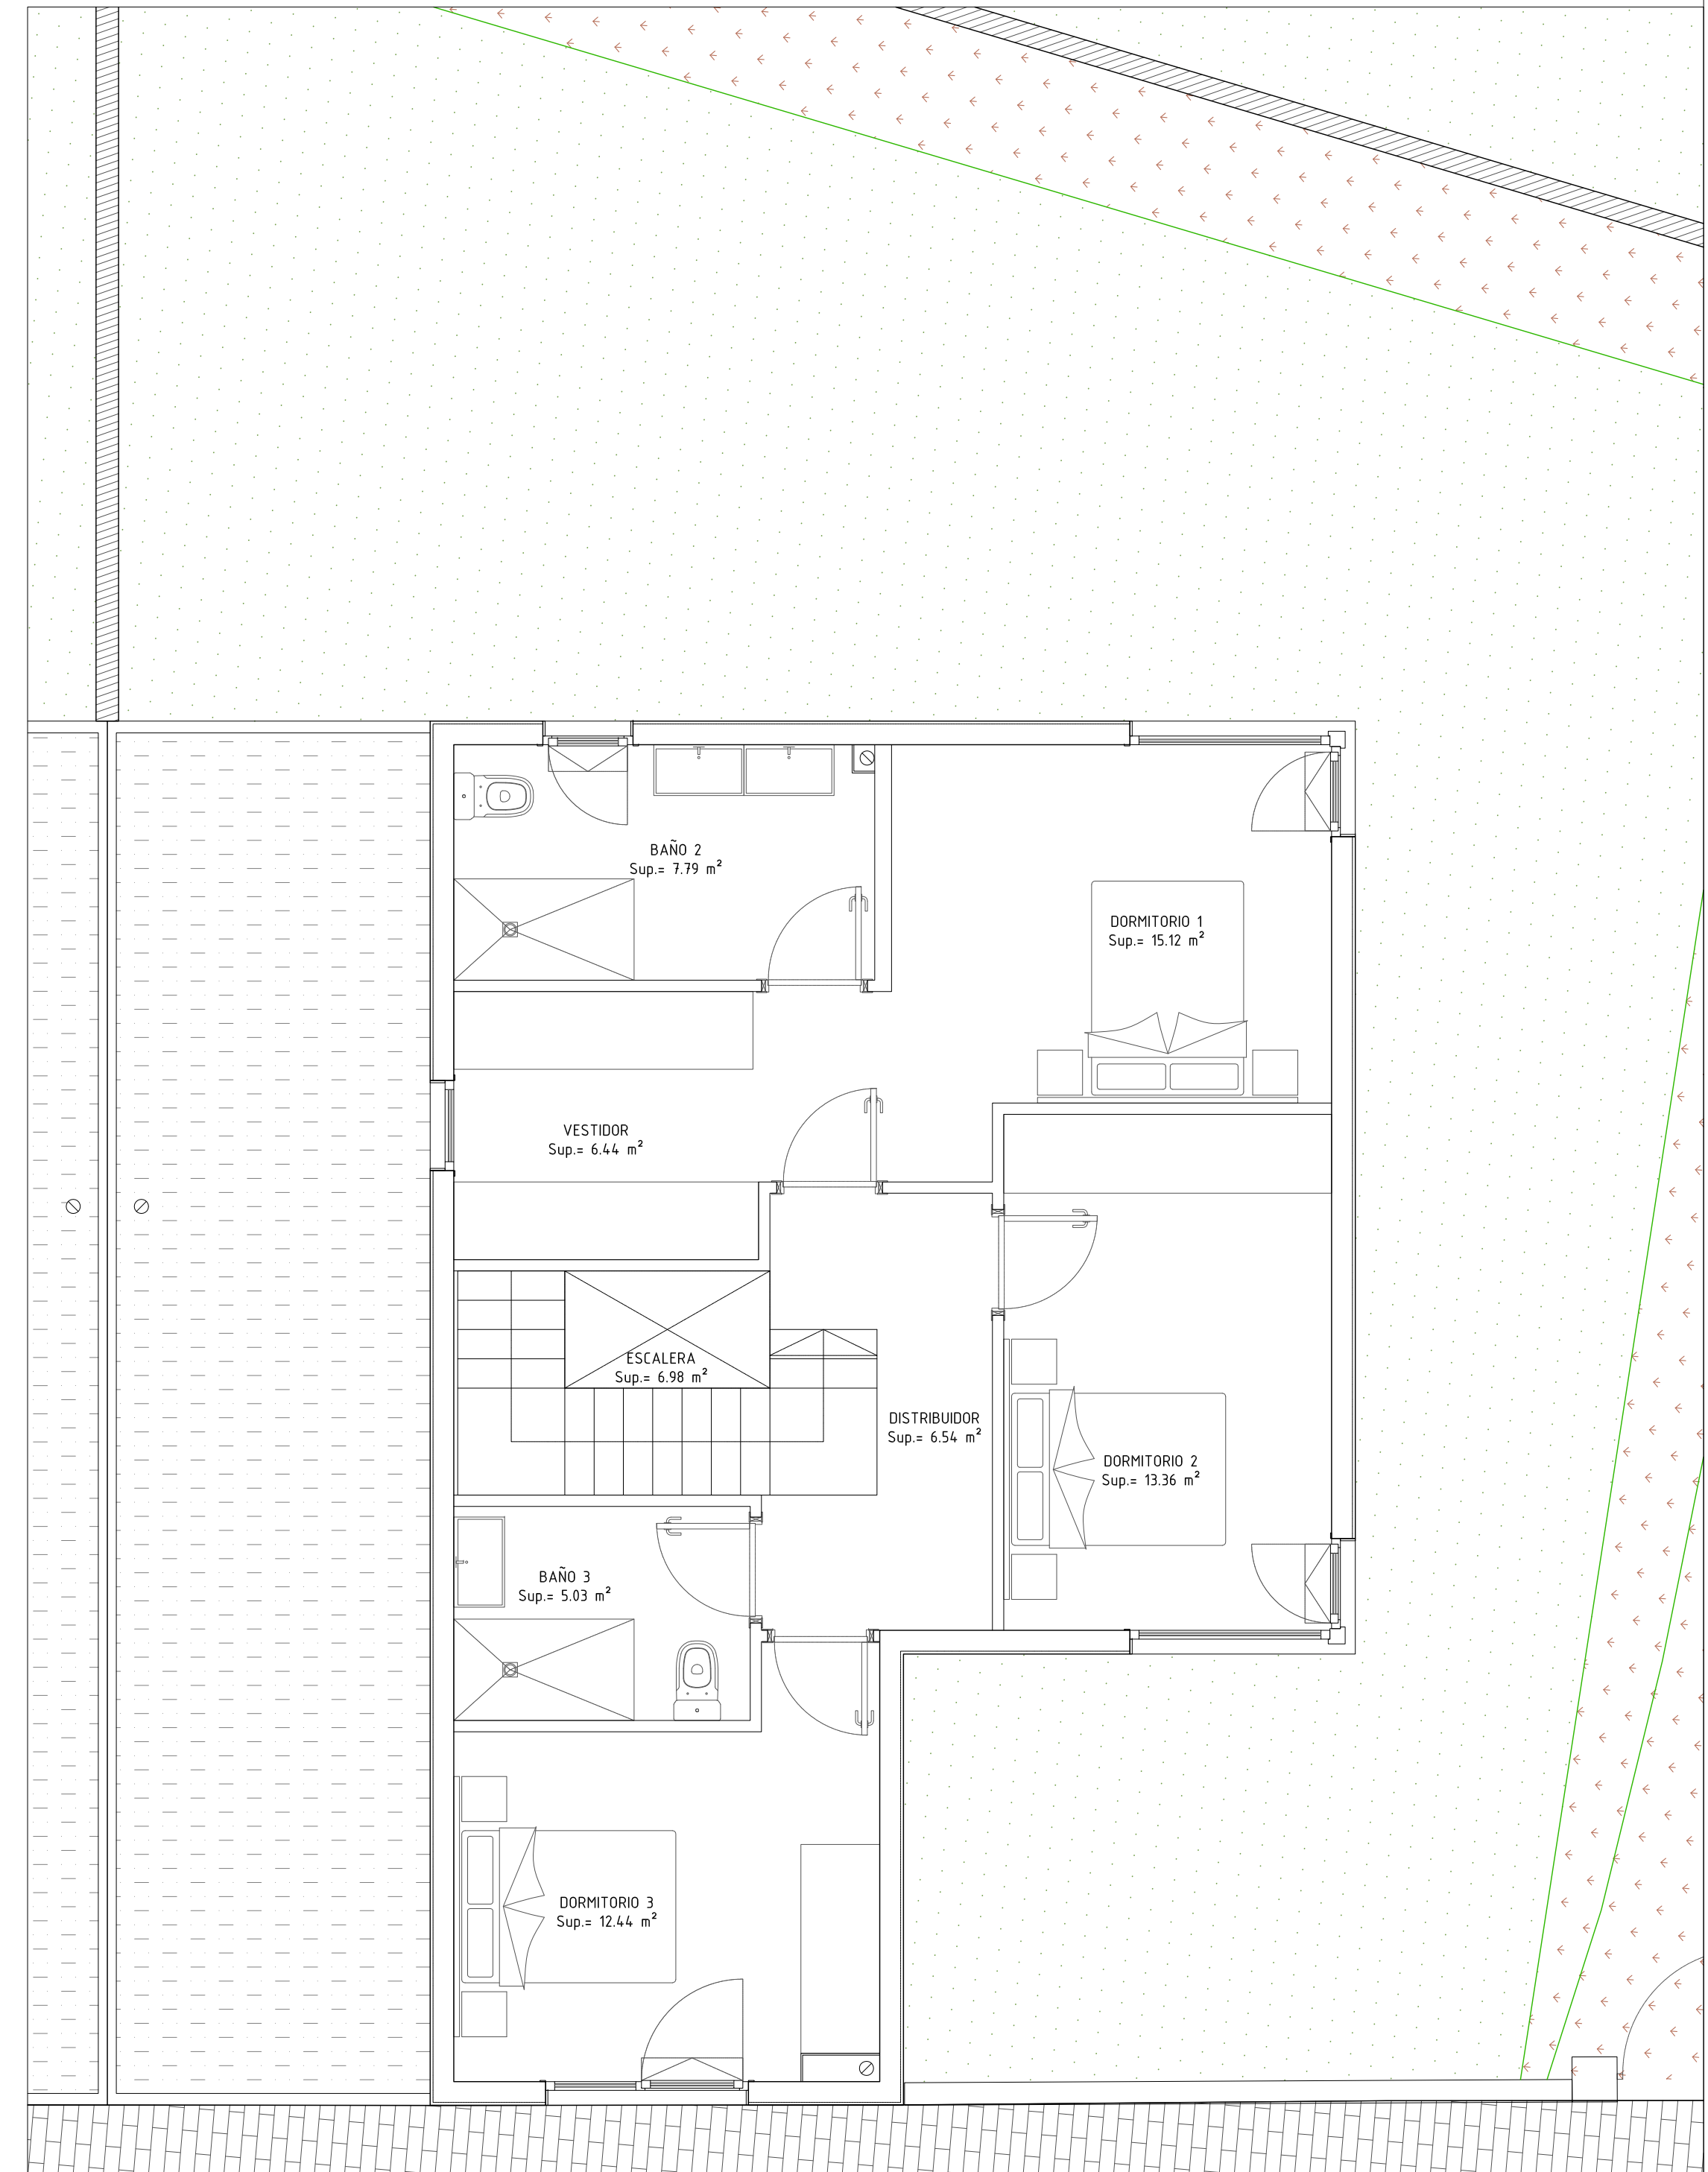 BAÑO 2
Sup.= 7.79 m²
DORMITORIO 1
Sup.= 15.12 m²
VESTIDOR
Sup.= 6.44 m²
ESCALERA
Sup.= 6.98 m²
DISTRIBUIDOR
Sup.= 6.54 m²
DORMITORIO 2
Sup.= 13.36 m²
BAÑO 3
Sup.= 5.03 m²
DORMITORIO 3
Sup.= 12.44 m²